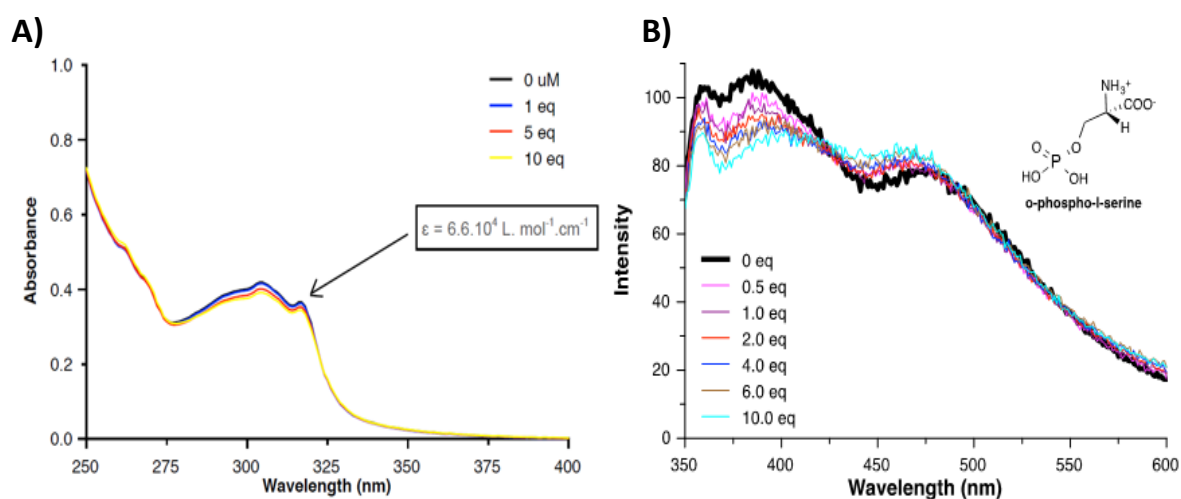 A)
1.0
0.8
0.6
0.4
0.2
0.0
Absorbance
0 uM
1 eq
5 eq
10 eq
ε = 6.6.10⁴ L. mol⁻¹.cm⁻¹
250
275
300
325
350
375
400
Wavelength (nm)
B)
100
80
60
40
20
0
Intensity
NH₃⁺
COO⁻
H
O
O
P
HO
OH
o-phospho-l-serine
0 eq
0.5 eq
1.0 eq
2.0 eq
4.0 eq
6.0 eq
10.0 eq
350
400
450
500
550
600
Wavelength (nm)